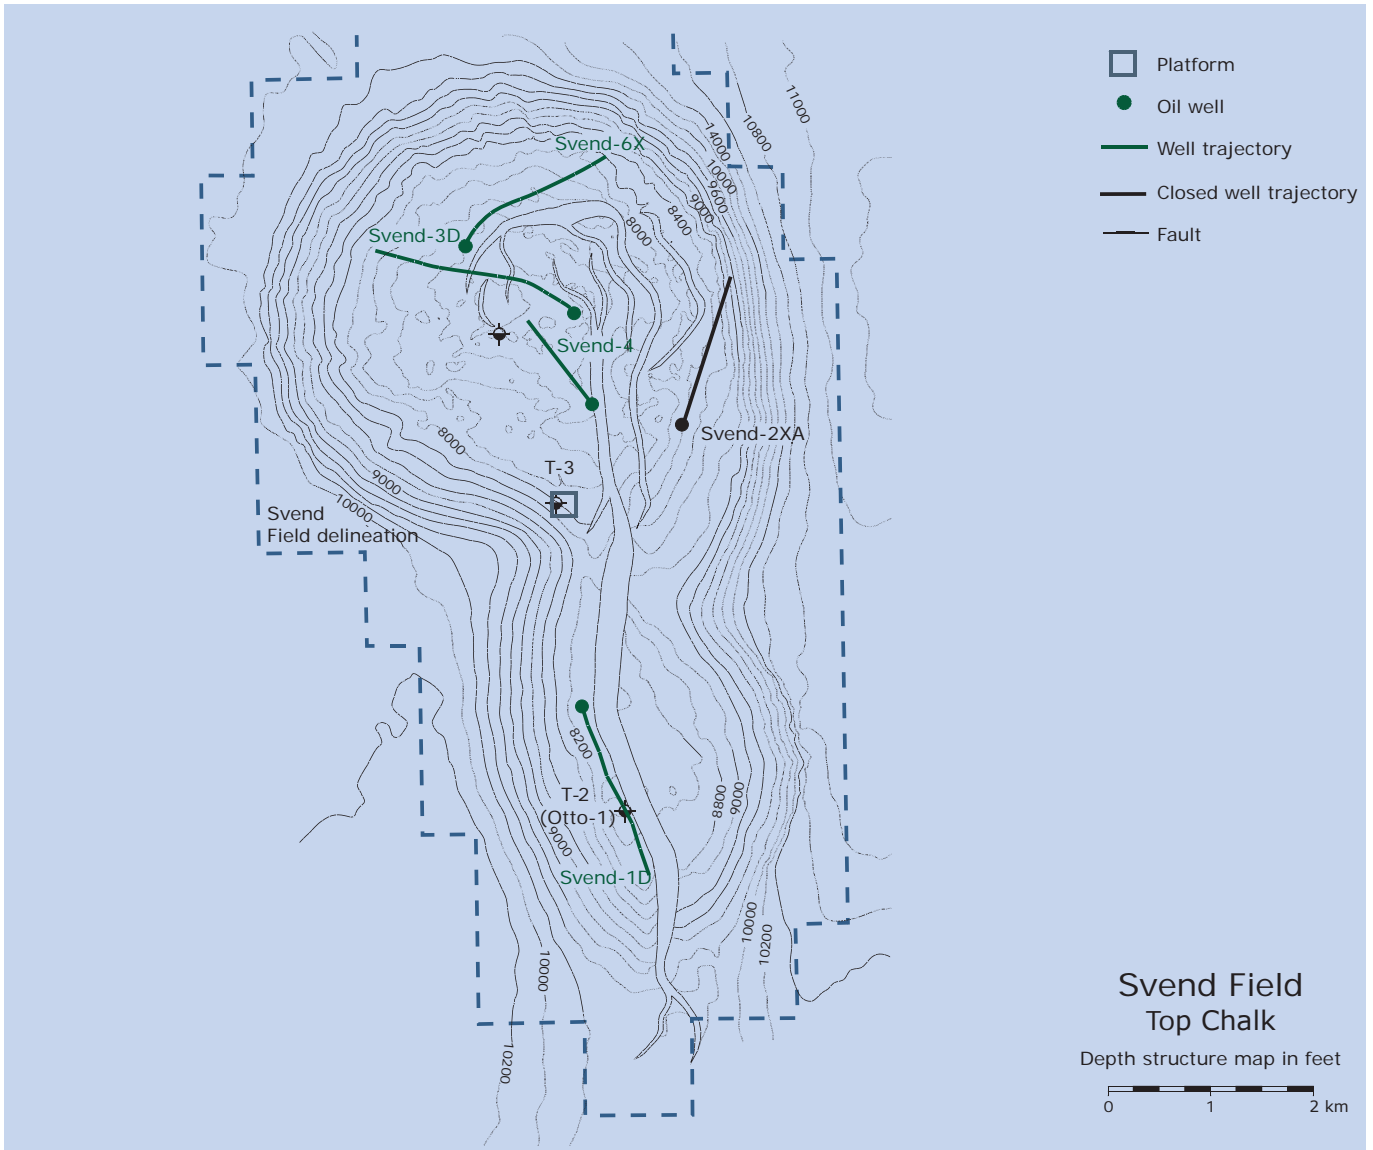 Platform
Oil well
Well trajectory
Closed well trajectory
Fault
11000
10800
14000
10000
9600
9000
8400
8000
Svend-6X
Svend-3D
Svend-4
Svend-2XA
8000
9000
10000
T-3
Svend
Field delineation
8200
T-2
(Otto-1)
9000
Svend-1D
8800
9000
10000
10200
10000
10200
Svend Field
Top Chalk
Depth structure map in feet
0 1 2 km